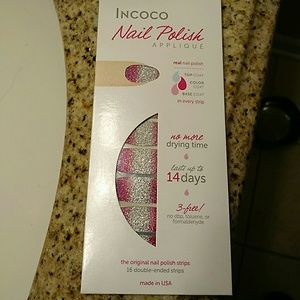 INCOCO
Nail Polish
APPLIQUÉ
real nail polish
TOP COAT
COLOR COAT
BASE COAT
in every strip
no more
drying time
lasts up to
14 days
3-free!
no dbp, toluene, or
formaldehyde
the original nail polish strips
16 double-ended strips
made in USA